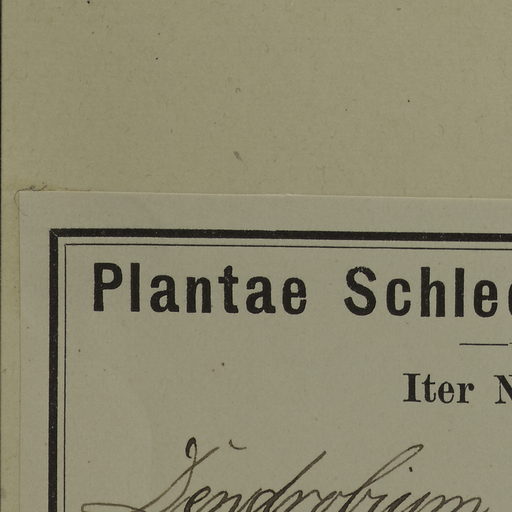 Plantae Schle
Iter N
Dendrobium